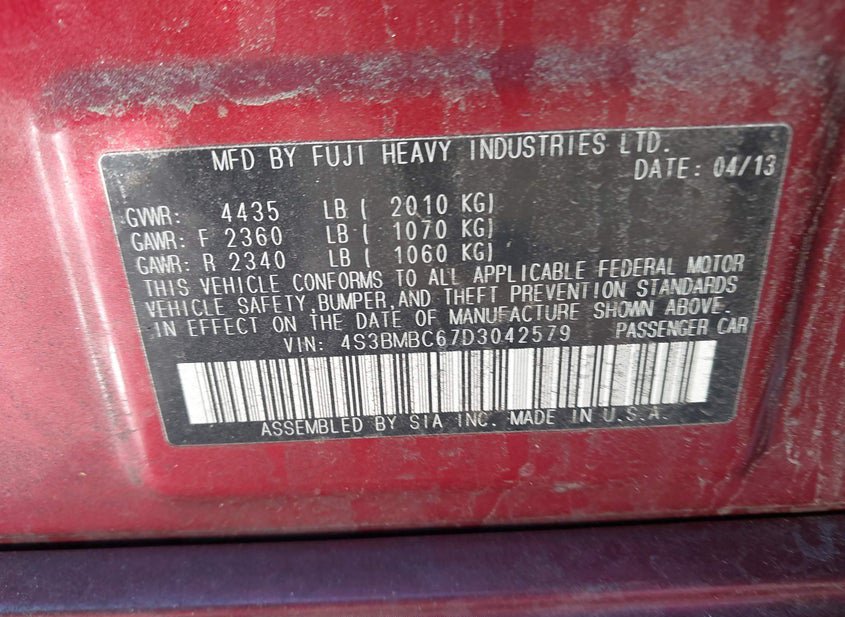 MFD BY FUJI HEAVY INDUSTRIES LTD.
DATE: 04/13
GVWR: 4435 LB ( 2010 KG)
GAWR: F 2360 LB ( 1070 KG)
GAWR: R 2340 LB ( 1060 KG)
THIS VEHICLE CONFORMS TO ALL APPLICABLE FEDERAL MOTOR
VEHICLE SAFETY,BUMPER,AND THEFT PREVENTION STANDARDS
IN EFFECT ON THE DATE OF MANUFACTURE SHOWN ABOVE.
VIN: 4S3BMBC67D3042579 PASSENGER CAR
ASSEMBLED BY SIA INC. MADE IN U.S.A.